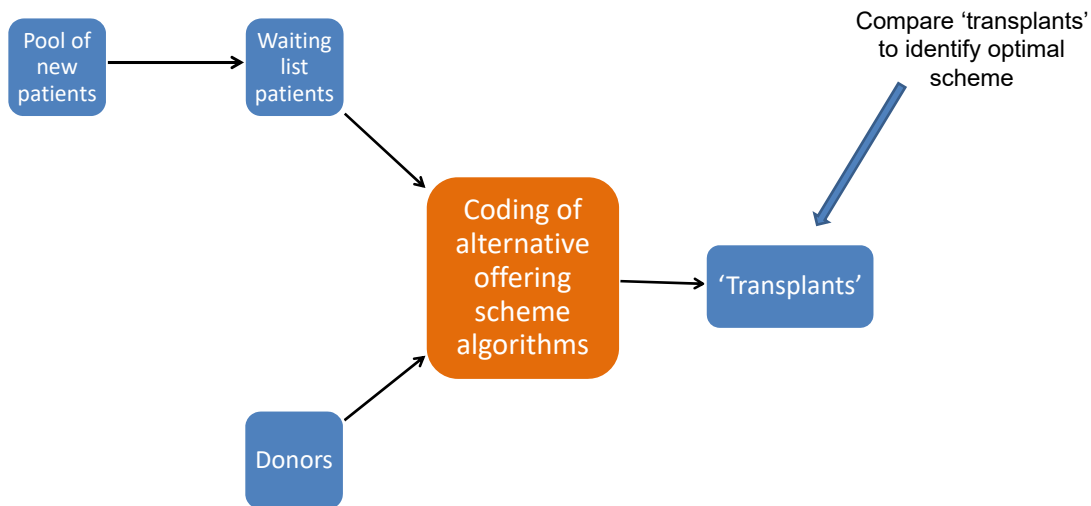 Pool of
new
patients
Waiting
list
patients
Compare ‘transplants’
to identify optimal
scheme
Coding of
alternative
offering
scheme
algorithms
‘Transplants’
Donors